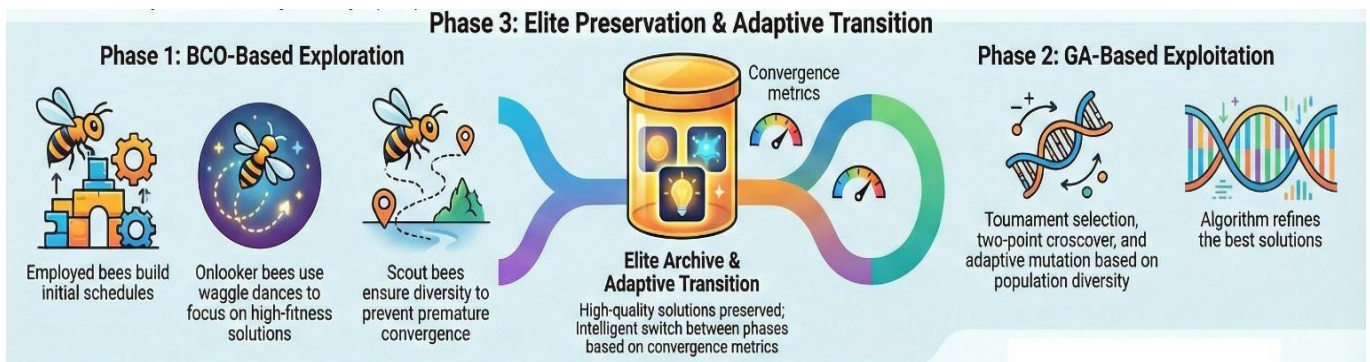 Phase 3: Elite Preservation & Adaptive Transition
Phase 1: BCO-Based Exploration
Employed bees build
initial schedules
Onlooker bees use
waggle dances to
focus on high-fitness
solutions
Scout bees
ensure diversity to
prevent premature
convergence
Convergence
metrics
Elite Archive &
Adaptive Transition
High-quality solutions preserved;
Intelligent switch between phases
based on convergence metrics
Phase 2: GA-Based Exploitation
Tournament selection,
two-point croscover, and
adaptive mutation based on
population diversity
Algorithm refines
the best solutions